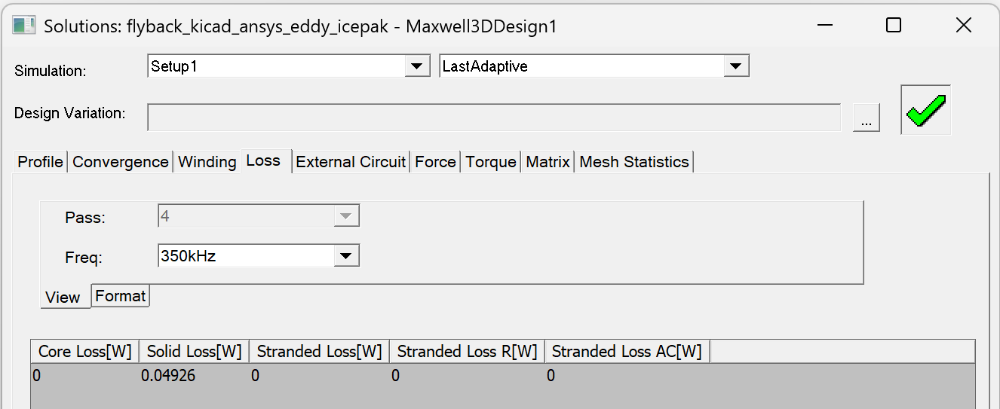 Solutions: flyback_kicad_ansys_eddy_icepak - Maxwell3DDesign1
Simulation: Setup1 LastAdaptive
Design Variation: ...
Profile Convergence Winding Loss External Circuit Force Torque Matrix Mesh Statistics
Pass: 4
Freq: 350kHz
View Format
Core Loss[W] Solid Loss[W] Stranded Loss[W] Stranded Loss R[W] Stranded Loss AC[W]
0 0.04926 0 0 0